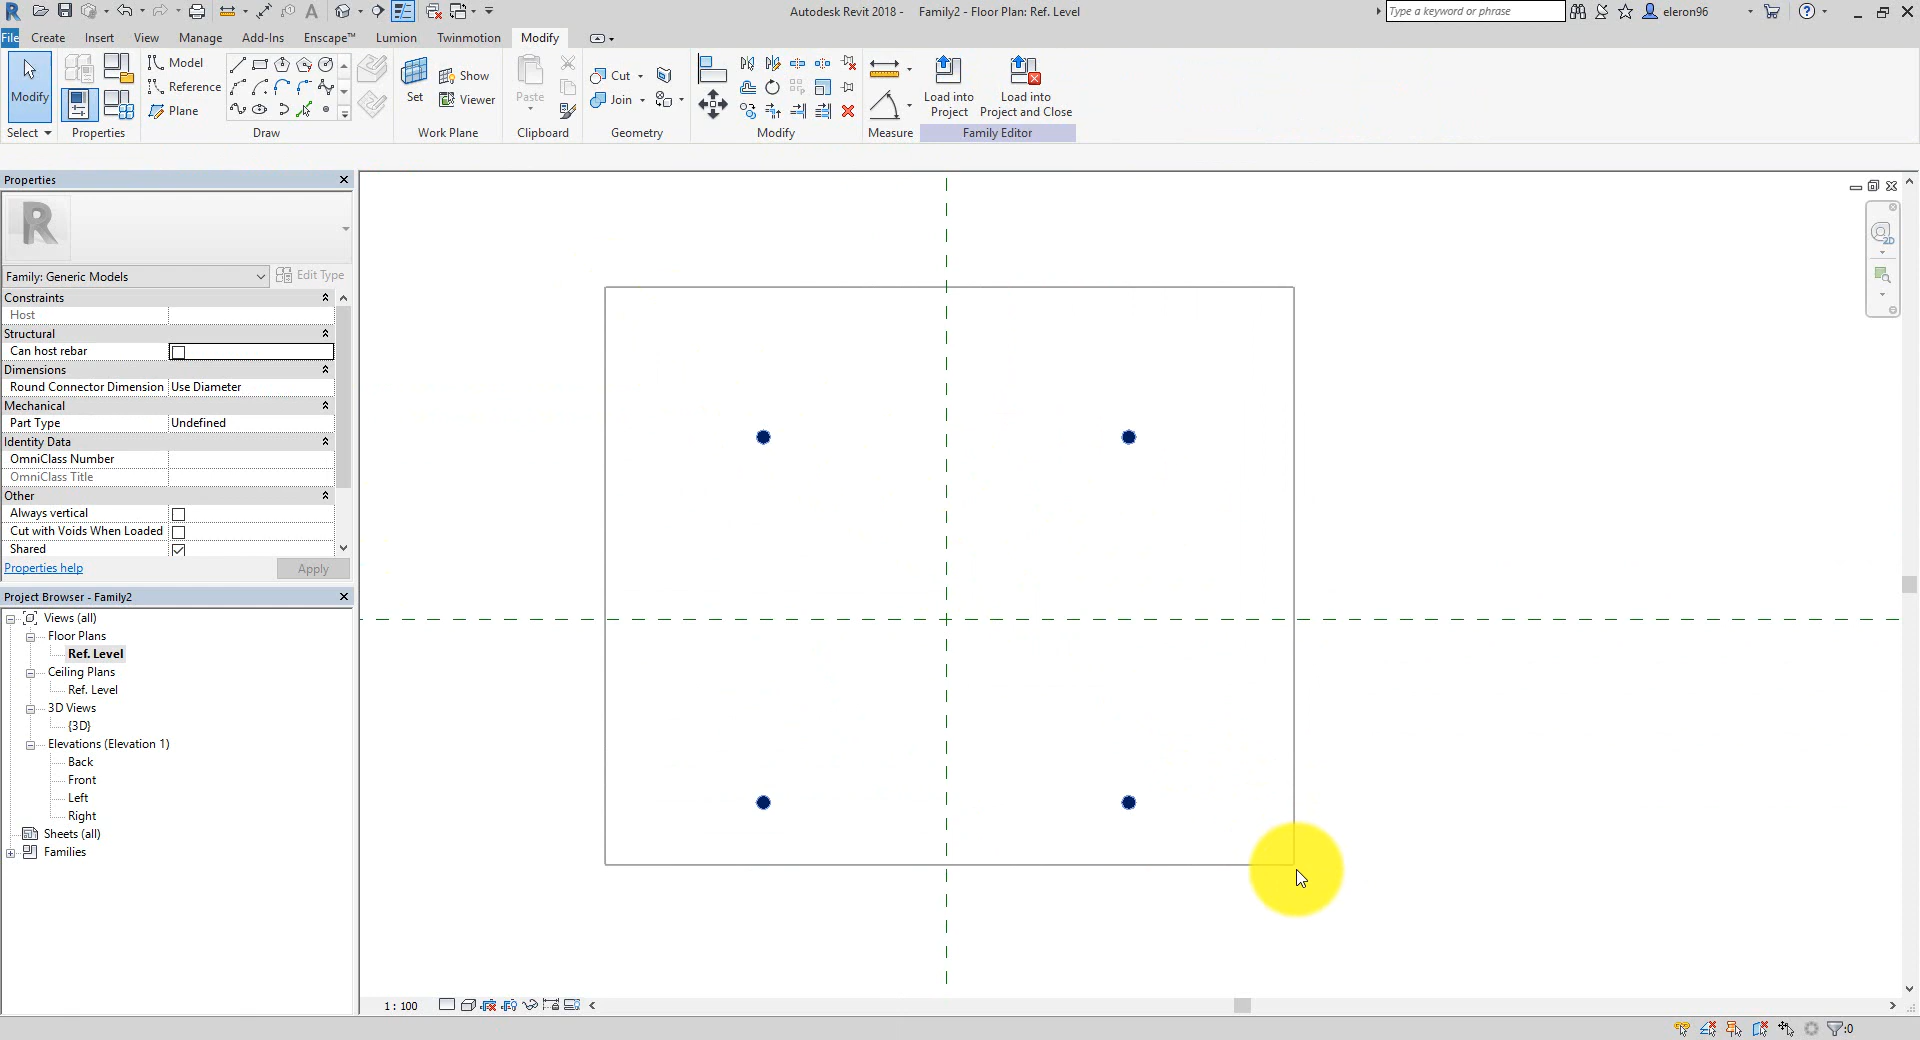 Autodesk Revit 2018 - Family2 - Floor Plan: Ref. Level
Type a keyword or phrase
eleron96
File Create Insert View Manage Add-Ins Enscape™ Lumion Twinmotion Modify
Modify
Select
Properties
Model
Reference
Plane
Draw
Set
Show
Viewer
Work Plane
Paste
Clipboard
Cut
Join
Geometry
Modify
Measure
Load into
Project
Load into
Project and Close
Family Editor
Properties
Family: Generic Models
Edit Type
Constraints
Host
Structural
Can host rebar
Dimensions
Round Connector Dimension Use Diameter
Mechanical
Part Type Undefined
Identity Data
OmniClass Number
OmniClass Title
Other
Always vertical
Cut with Voids When Loaded
Shared
Properties help
Apply
Project Browser - Family2
Views (all)
Floor Plans
Ref. Level
Ceiling Plans
Ref. Level
3D Views
{3D}
Elevations (Elevation 1)
Back
Front
Left
Right
Sheets (all)
Families
2D
1 : 100
:0